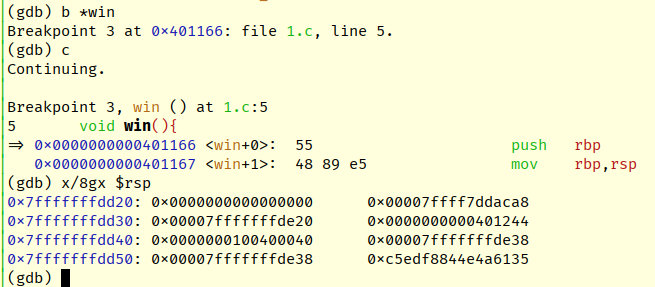 (gdb) b *win
Breakpoint 3 at 0x401166: file 1.c, line 5.
(gdb) c
Continuing.

Breakpoint 3, win () at 1.c:5
5       void win(){
⇒ 0x0000000000401166 <win+0>:  55                      push   rbp
   0x0000000000401167 <win+1>:  48 89 e5                mov    rbp,rsp
(gdb) x/8gx $rsp
0x7fffffffdd20: 0x0000000000000000      0x00007ffff7ddaca8
0x7fffffffdd30: 0x00007fffffffde20      0x0000000000401244
0x7fffffffdd40: 0x0000000100400040      0x00007fffffffde38
0x7fffffffdd50: 0x00007fffffffde38      0xc5edf8844e4a6135
(gdb)